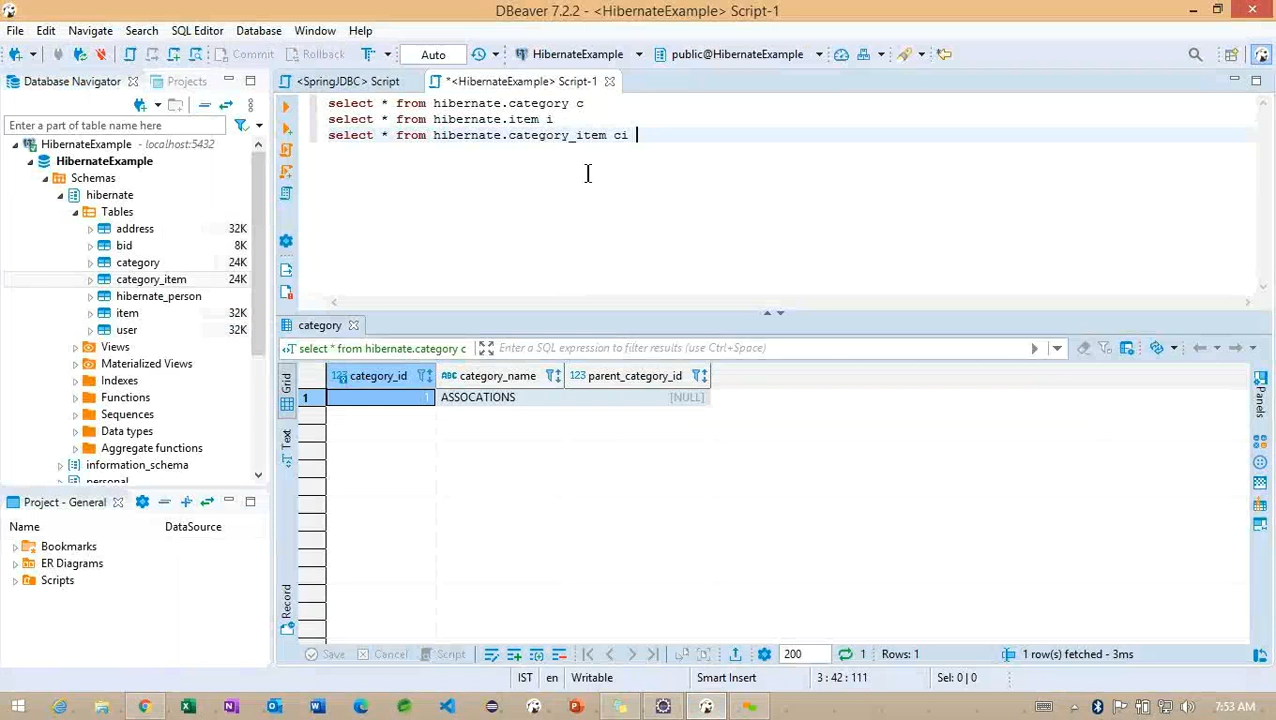 DBeaver 7.2.2 - <HibernateExample> Script-1
File Edit Navigate Search SQL Editor Database Window Help
Commit Rollback Auto HibernateExample public@HibernateExample
Database Navigator Projects
<SpringJDBC> Script *<HibernateExample> Script-1
Enter a part of table name here
HibernateExample - localhost:5432
HibernateExample
Schemas
hibernate
Tables
address 32K
bid 8K
category 24K
category_item 24K
hibernate_person
item 32K
user 32K
Views
Materialized Views
Indexes
Functions
Sequences
Data types
Aggregate functions
information_schema
personal
select * from hibernate.category c
select * from hibernate.item i
select * from hibernate.category_item ci
category
select * from hibernate.category c Enter a SQL expression to filter results (use Ctrl+Space)
Grid
Text
Record
123 category_id ABC category_name 123 parent_category_id
1 1 ASSOCATIONS [NULL]
Panels
Project - General
Name DataSource
Bookmarks
ER Diagrams
Scripts
Save Cancel Script 200 1 Rows: 1 1 row(s) fetched - 3ms
IST en Writable Smart Insert 3 : 42 : 111 Sel: 0 | 0
7:53 AM